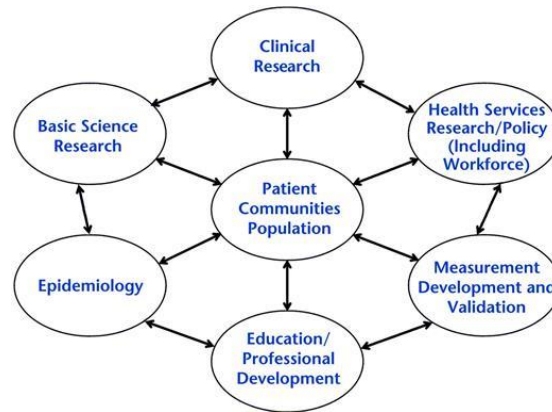 Clinical
Research
Basic Science
Research
Health Services
Research/Policy
(Including
Workforce)
Patient
Communities
Population
Epidemiology
Measurement
Development and
Validation
Education/
Professional
Development